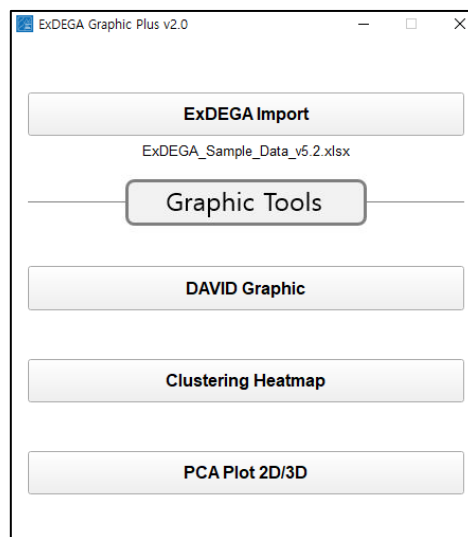 ExDEGA Graphic Plus v2.0
ExDEGA Import
ExDEGA_Sample_Data_v5.2.xlsx
Graphic Tools
DAVID Graphic
Clustering Heatmap
PCA Plot 2D/3D